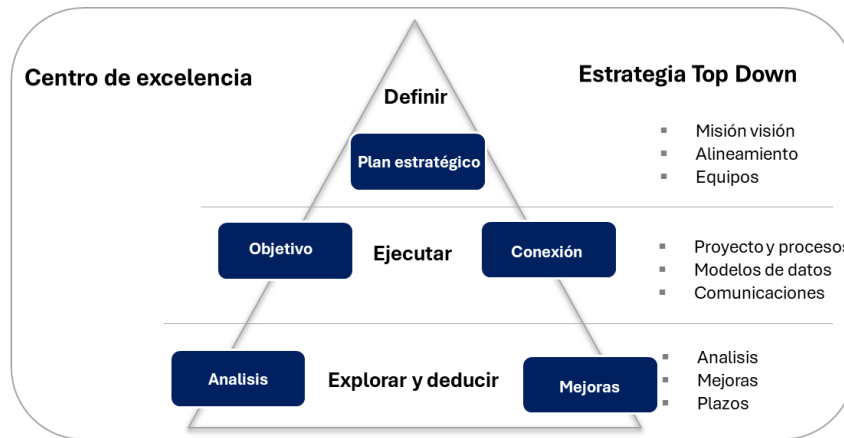 Centro de excelencia
Estrategia Top Down
Definir
Plan estratégico
Misión visión
Alineamiento
Equipos
Objetivo
Ejecutar
Conexión
Proyecto y procesos
Modelos de datos
Comunicaciones
Analisis
Explorar y deducir
Mejoras
Analisis
Mejoras
Plazos